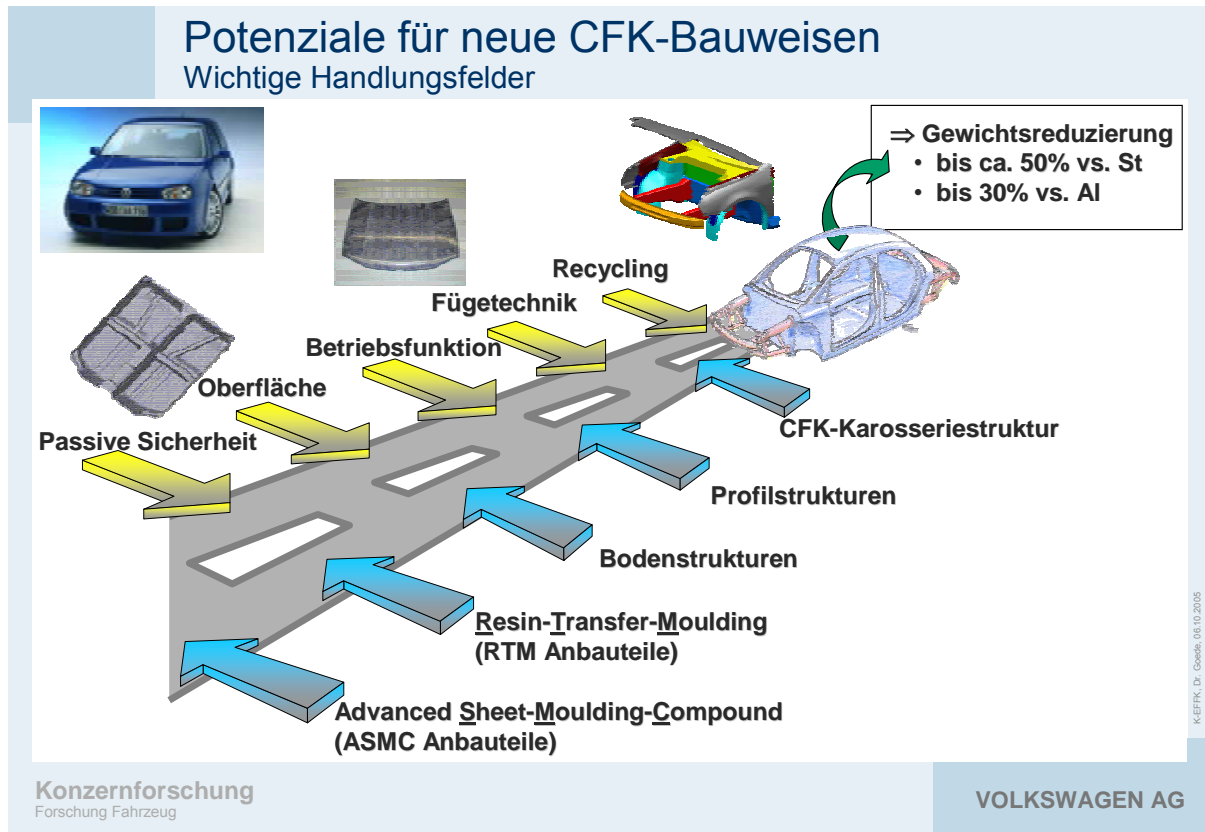 Potenziale für neue CFK-Bauweisen
Wichtige Handlungsfelder
⇒ Gewichtsreduzierung
• bis ca. 50% vs. St
• bis 30% vs. Al
Recycling
Fügetechnik
Betriebsfunktion
Oberfläche
Passive Sicherheit
CFK-Karosseriestruktur
Profilstrukturen
Bodenstrukturen
Resin-Transfer-Moulding
(RTM Anbauteile)
Advanced Sheet-Moulding-Compound
(ASMC Anbauteile)
K-EFFK, Dr. Goede, 06.10.2005
Konzernforschung
Forschung Fahrzeug
VOLKSWAGEN AG